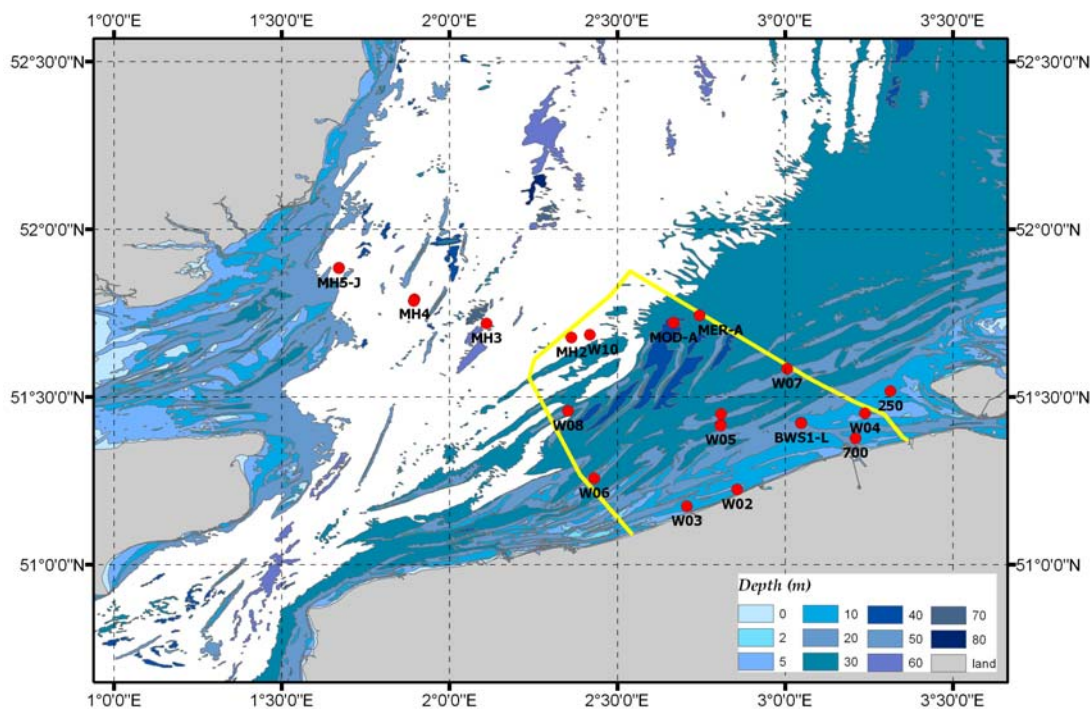 1°0'0"E 1°30'0"E 2°0'0"E 2°30'0"E 3°0'0"E 3°30'0"E
52°30'0"N 52°30'0"N
52°0'0"N 52°0'0"N
MH5-J
MH4
MH3
MH2 W10 MOD-A MER-A
W07
51°30'0"N 51°30'0"N
250
W08 W05 BWS1-L W04
700
W06
W03 W02
51°0'0"N 51°0'0"N
Depth (m)
0 10 40 70
2 20 50 80
5 30 60 land
1°0'0"E 1°30'0"E 2°0'0"E 2°30'0"E 3°0'0"E 3°30'0"E